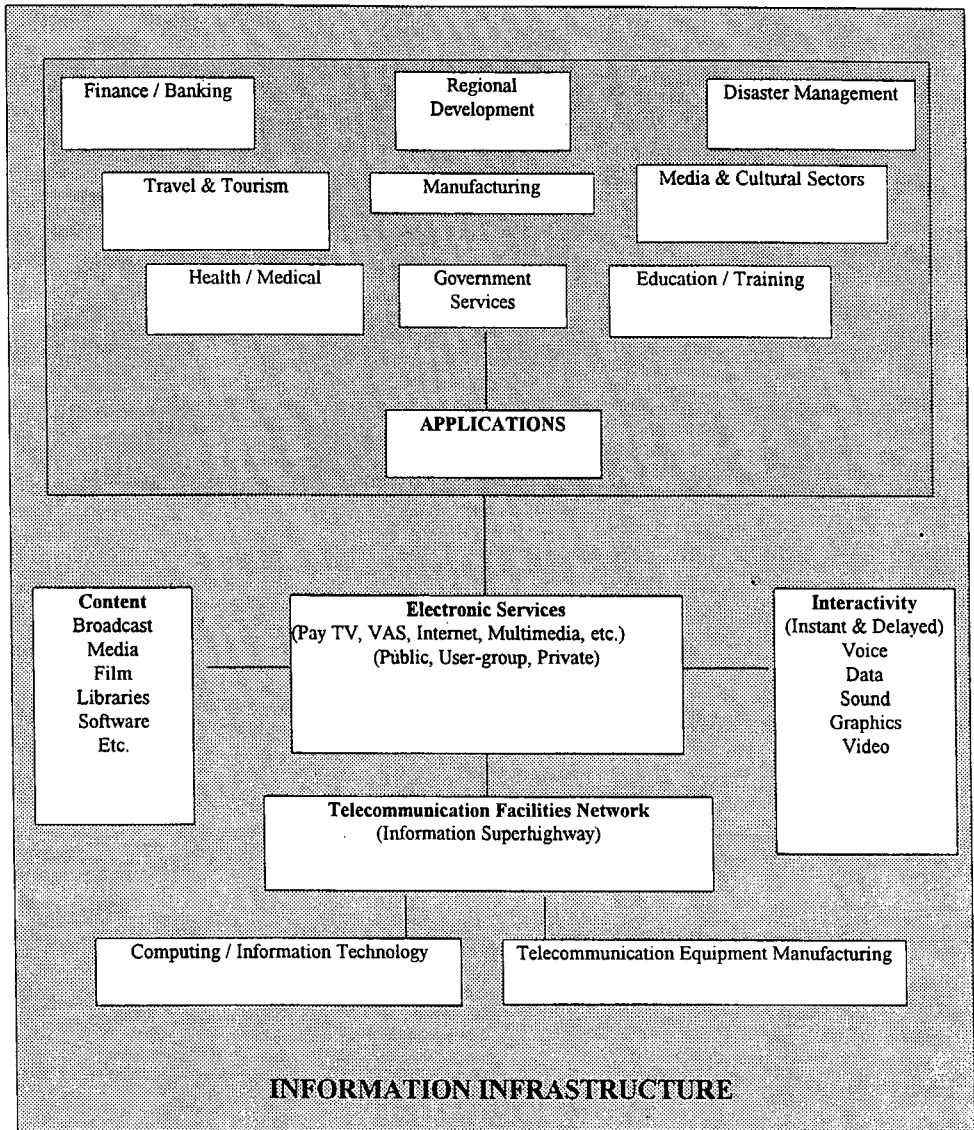 Finance / Banking
Regional
Development
Disaster Management
Travel & Tourism
Manufacturing
Media & Cultural Sectors
Health / Medical
Government
Services
Education / Training
APPLICATIONS
Content
Broadcast
Media
Film
Libraries
Software
Etc.
Electronic Services
(Pay TV, VAS, Internet, Multimedia, etc.)
(Public, User-group, Private)
Interactivity
(Instant & Delayed)
Voice
Data
Sound
Graphics
Video
Telecommunication Facilities Network
(Information Superhighway)
Computing / Information Technology
Telecommunication Equipment Manufacturing
INFORMATION INFRASTRUCTURE